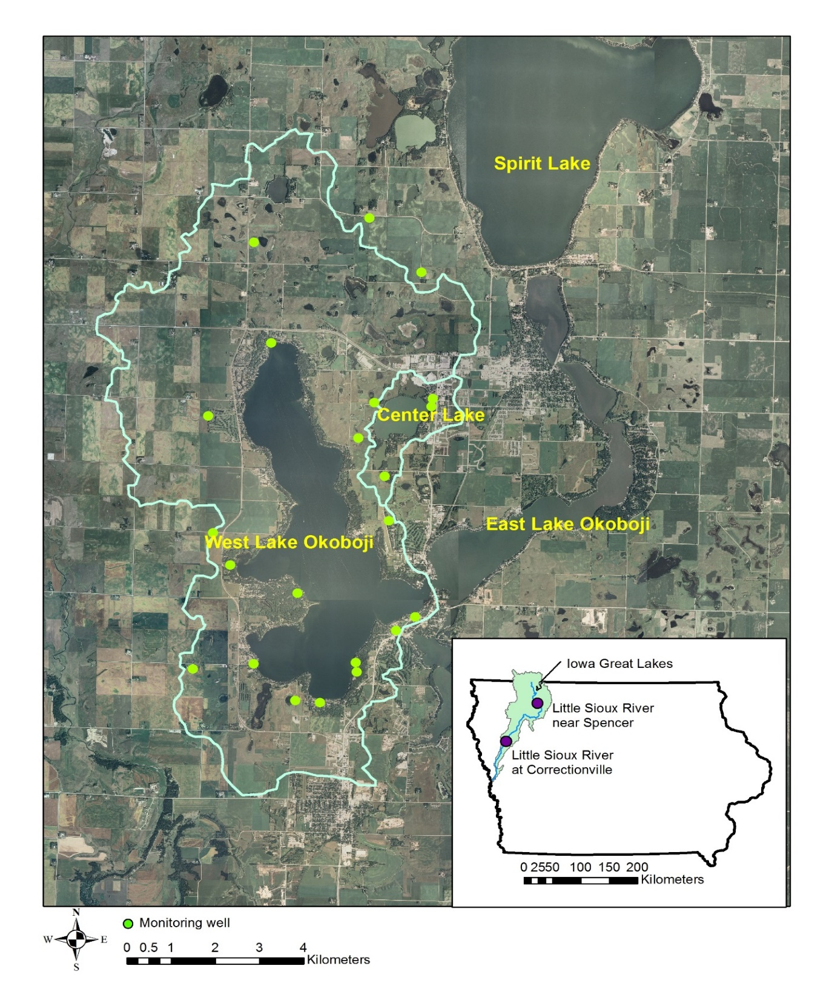 Spirit Lake
Center Lake
East Lake Okoboji
West Lake Okoboji
Iowa Great Lakes
Little Sioux River
near Spencer
Little Sioux River
at Correctionville
0 25 50 100 150 200
Kilometers
N
W E
S
Monitoring well
0 0.5 1 2 3 4
Kilometers